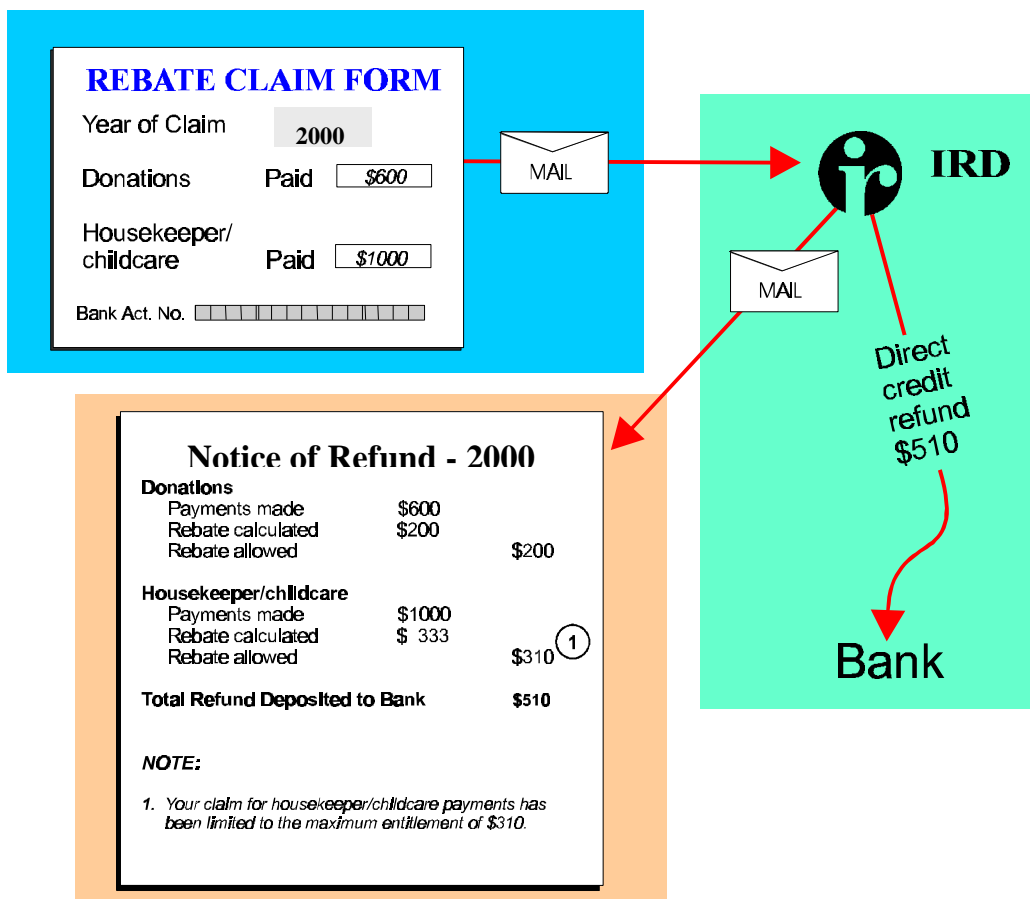 REBATE CLAIM FORM
Year of Claim 2000
Donations Paid $600
Housekeeper/
childcare Paid $1000
Bank Act. No.
MAIL
ir IRD
MAIL
Direct
credit
refund
$510
Bank
Notice of Refund - 2000
Donations
Payments made $600
Rebate calculated $200
Rebate allowed $200
Housekeeper/childcare
Payments made $1000
Rebate calculated $ 333
Rebate allowed $310 1
Total Refund Deposited to Bank $510
NOTE:
1. Your claim for housekeeper/childcare payments has
been limited to the maximum entitlement of $310.